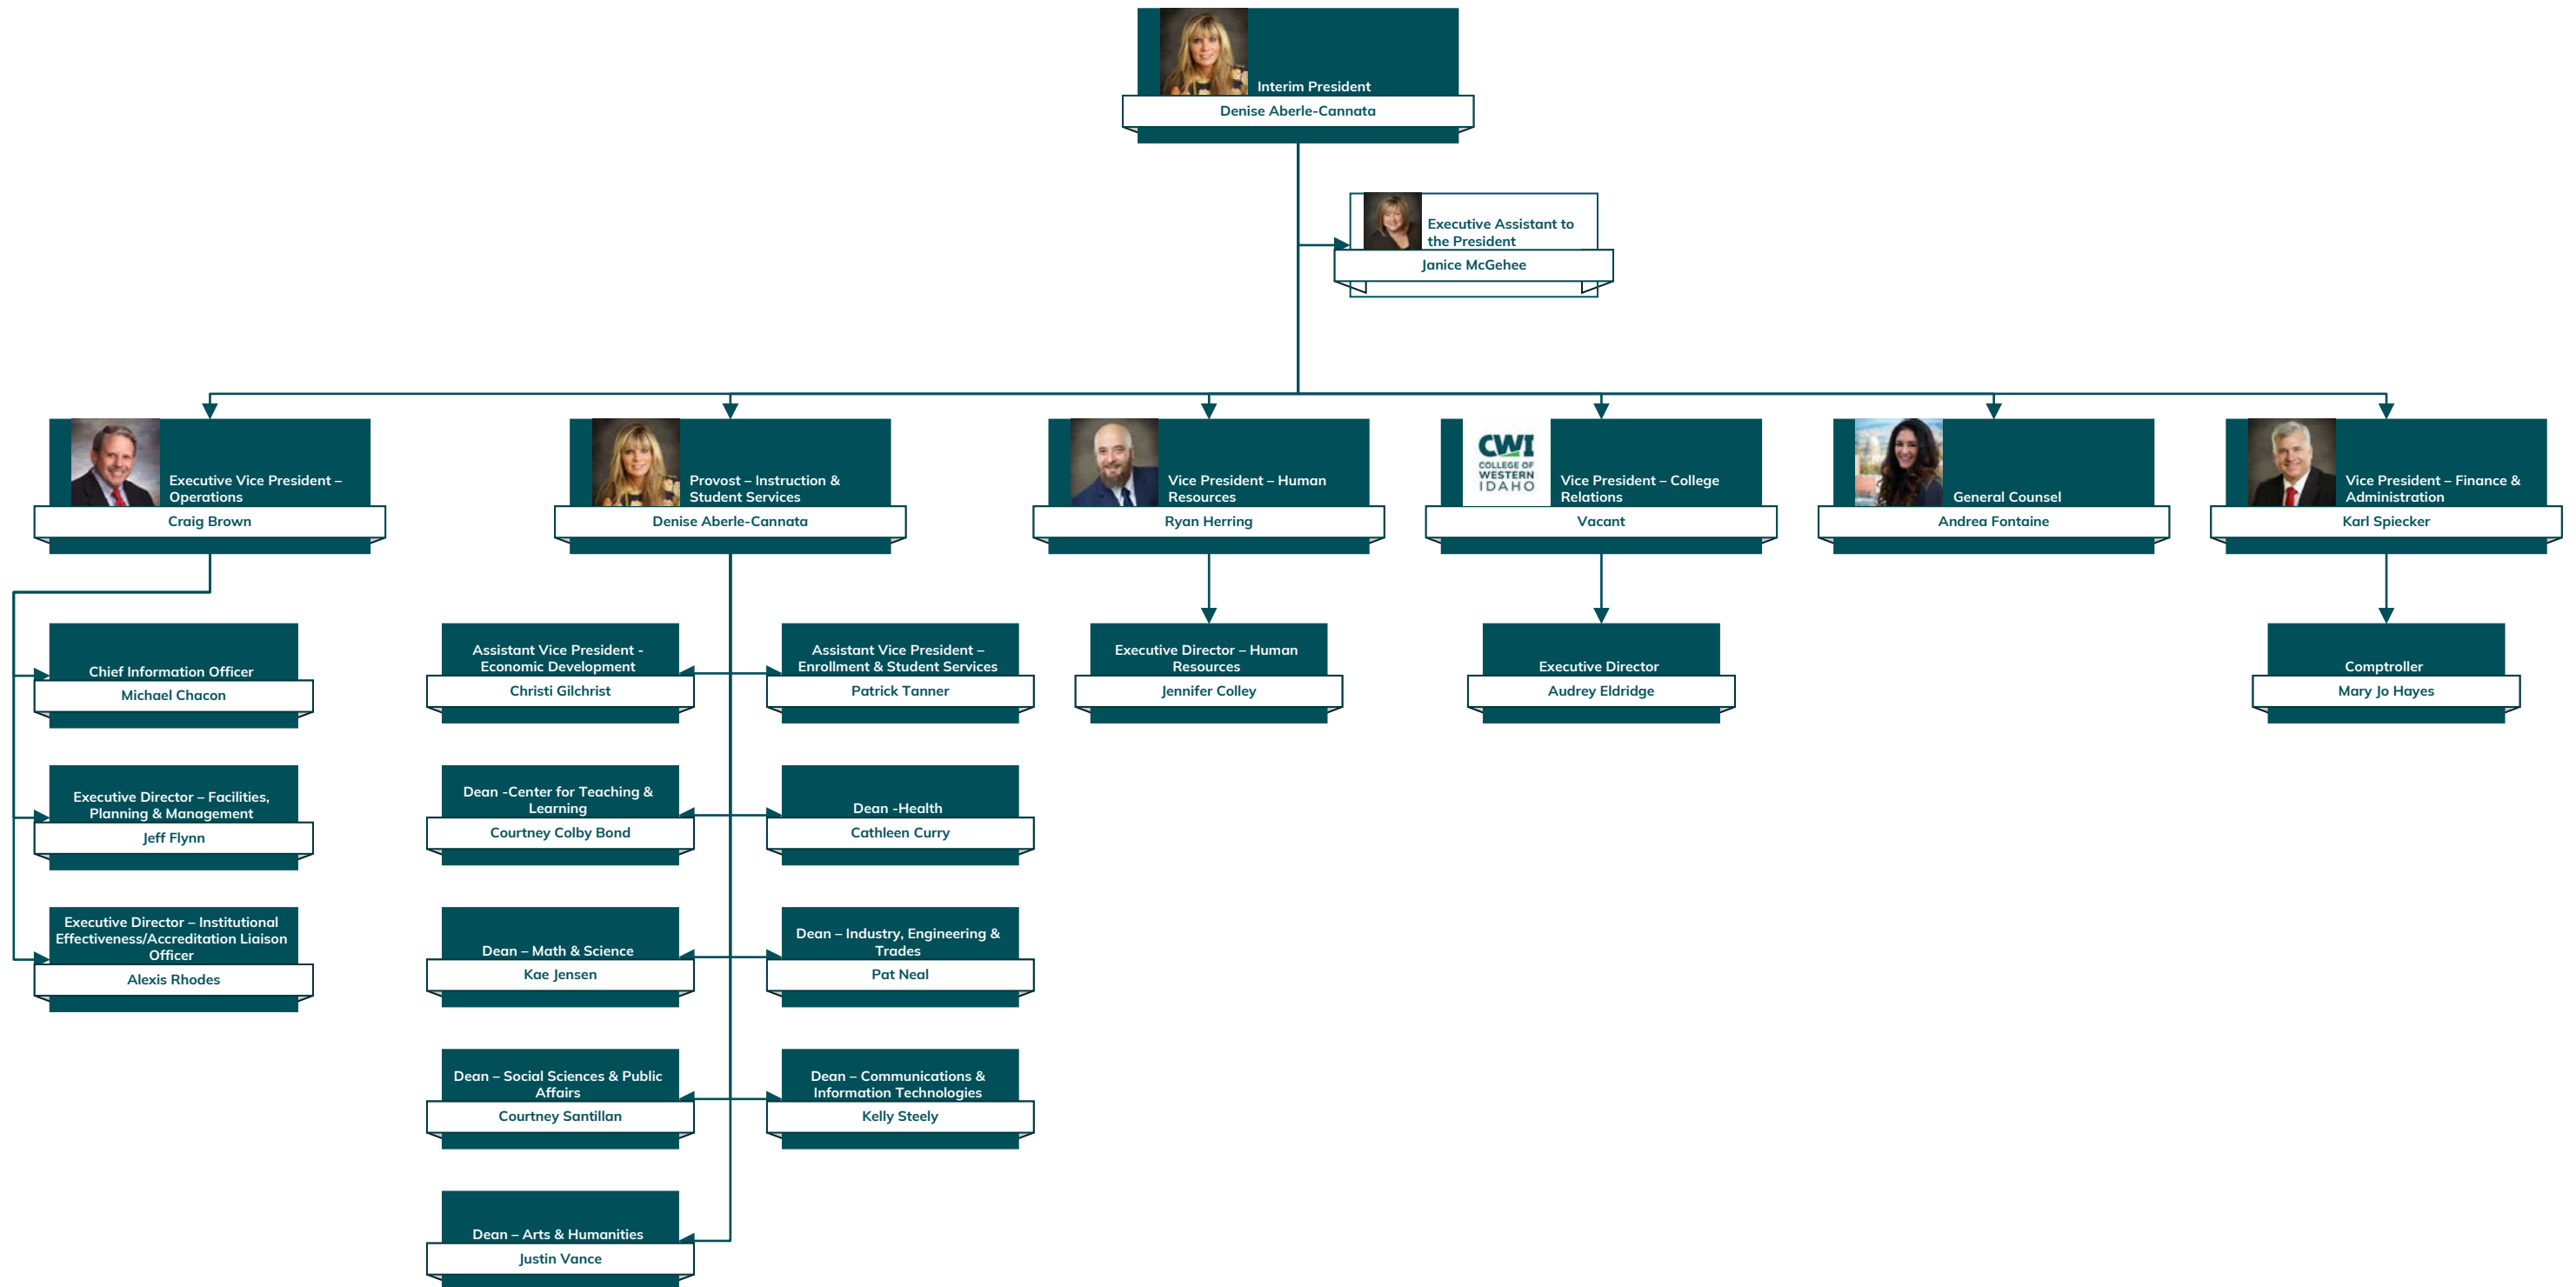 Interim President
Denise Aberle-Cannata
Executive Assistant to
the President
Janice McGehee
Executive Vice President –
Operations
Craig Brown
Provost – Instruction &
Student Services
Denise Aberle-Cannata
Vice President – Human
Resources
Ryan Herring
CWI
COLLEGE OF
WESTERN
IDAHO
Vice President – College
Relations
Vacant
General Counsel
Andrea Fontaine
Vice President – Finance &
Administration
Karl Spiecker
Chief Information Officer
Michael Chacon
Executive Director – Facilities,
Planning & Management
Jeff Flynn
Executive Director – Institutional
Effectiveness/Accreditation Liaison
Officer
Alexis Rhodes
Assistant Vice President -
Economic Development
Christi Gilchrist
Assistant Vice President –
Enrollment & Student Services
Patrick Tanner
Dean -Center for Teaching &
Learning
Courtney Colby Bond
Dean -Health
Cathleen Curry
Dean – Math & Science
Kae Jensen
Dean – Industry, Engineering &
Trades
Pat Neal
Dean – Social Sciences & Public
Affairs
Courtney Santillan
Dean – Communications &
Information Technologies
Kelly Steely
Dean – Arts & Humanities
Justin Vance
Executive Director – Human
Resources
Jennifer Colley
Executive Director
Audrey Eldridge
Comptroller
Mary Jo Hayes